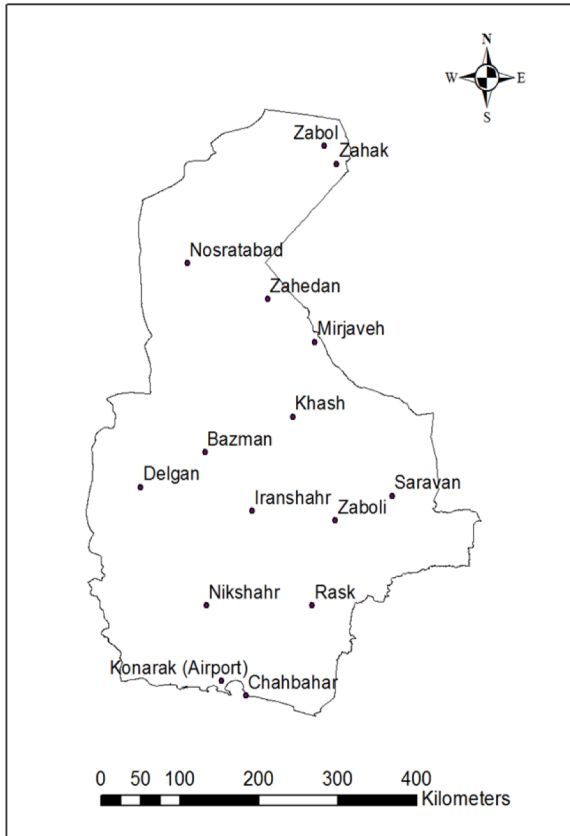 N
W E
S
Zabol
Zahak
Nosratabad
Zahedan
Mirjaveh
Khash
Bazman
Delgan
Saravan
Iranshahr
Zaboli
Nikshahr
Rask
Konarak (Airport)
Chahbahar
0 50 100 200 300 400
Kilometers